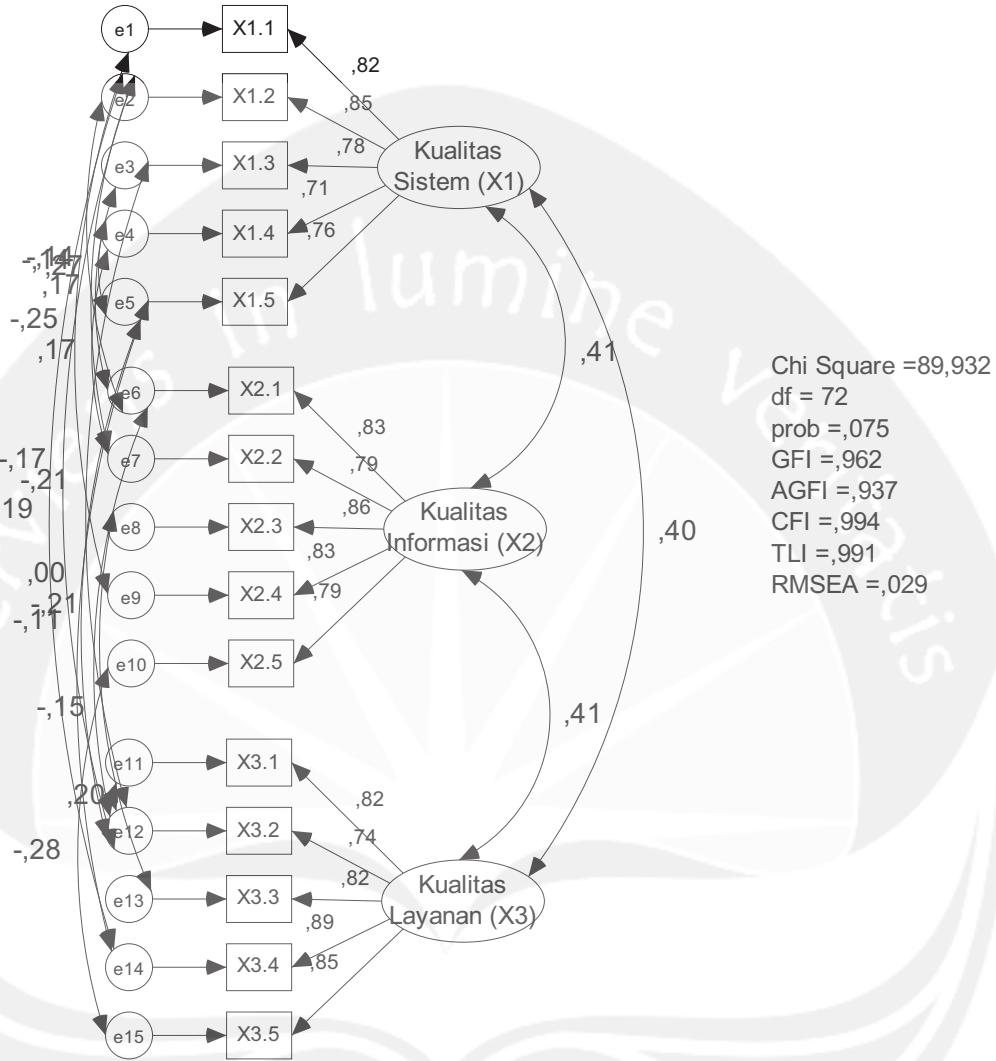 e1
X1.1
,82
e2
X1.2
,85
e3
X1.3
,78
Kualitas
Sistem (X1)
e4
X1.4
,71
e5
X1.5
,76
,17
-,25
,17
,41
e6
X2.1
,83
e7
X2.2
,79
-,17
-,21
19
e8
X2.3
,86
Kualitas
Informasi (X2)
,40
e9
X2.4
,83
,00
-,21
-,11
e10
X2.5
,79
-,15
,41
e11
X3.1
,82
,20
e12
X3.2
,74
-,28
e13
X3.3
,82
Kualitas
Layanan (X3)
e14
X3.4
,89
e15
X3.5
,85
Chi Square =89,932
df = 72
prob =,075
GFI =,962
AGFI =,937
CFI =,994
TLI =,991
RMSEA =,029
in lumine veritatis